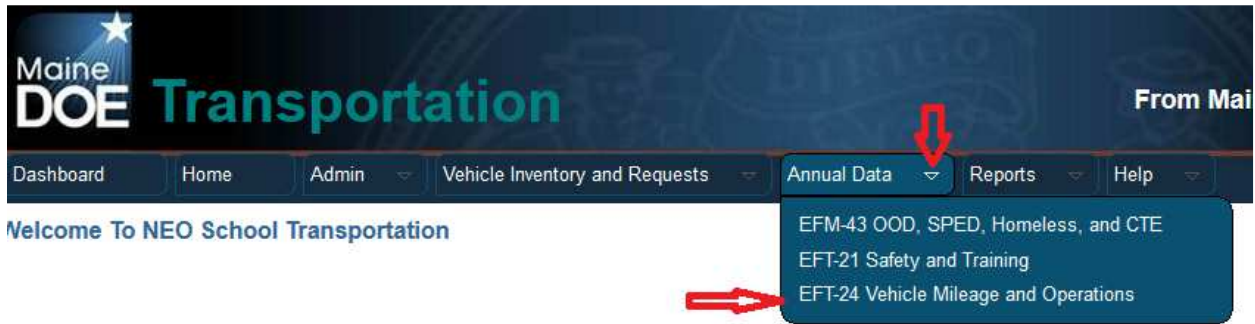 Maine
DOE Transportation
From Mai
Dashboard Home Admin Vehicle Inventory and Requests Annual Data Reports Help
Welcome To NEO School Transportation
EFM-43 OOD, SPED, Homeless, and CTE
EFT-21 Safety and Training
EFT-24 Vehicle Mileage and Operations